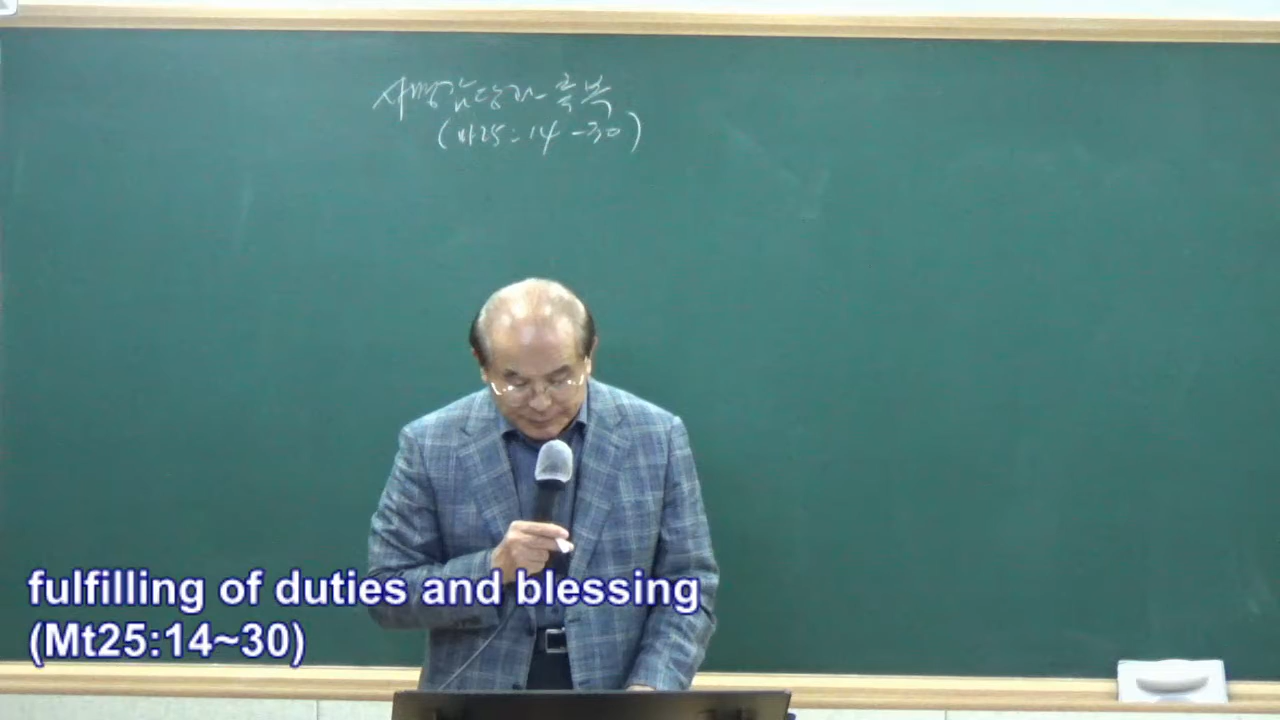 사명감당과 축복
(마25:14-30)
fulfilling of duties and blessing
(Mt25:14~30)